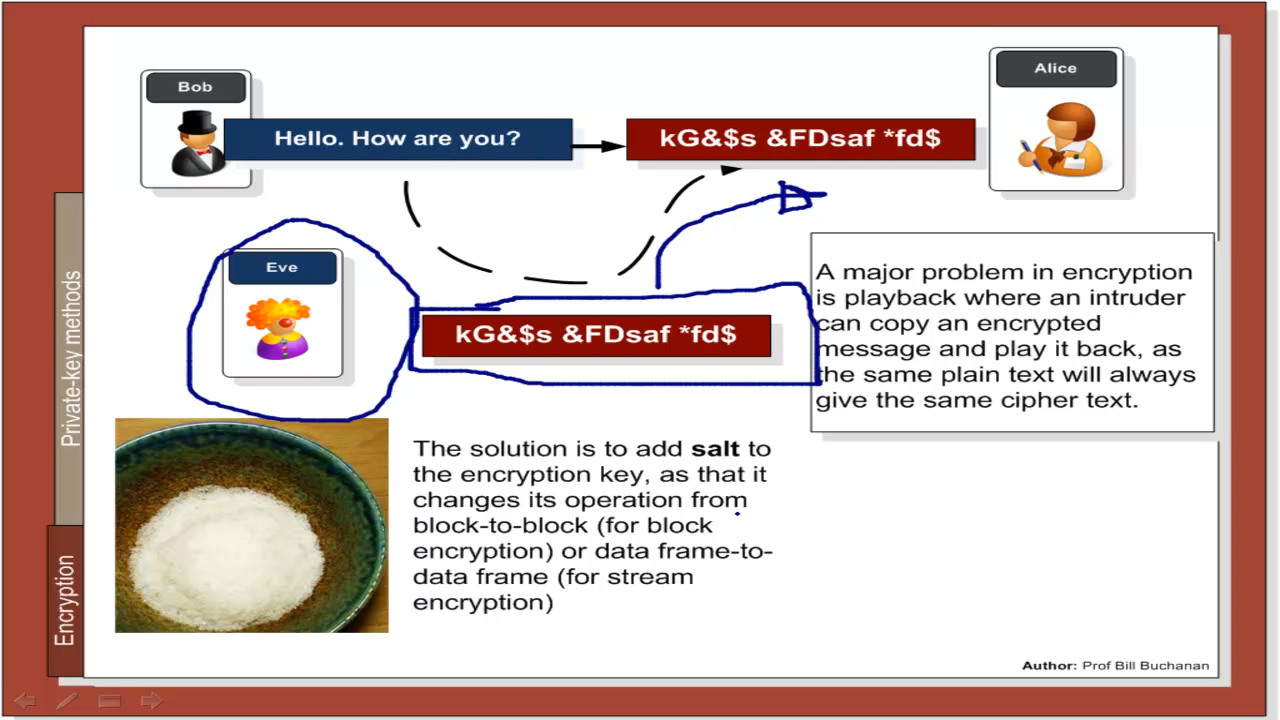 Bob
Alice
Hello. How are you?
kG&$s &FDsaf *fd$
Eve
kG&$s &FDsaf *fd$
A major problem in encryption
is playback where an intruder
can copy an encrypted
message and play it back, as
the same plain text will always
give the same cipher text.
The solution is to add salt to
the encryption key, as that it
changes its operation from
block-to-block (for block
encryption) or data frame-to-
data frame (for stream
encryption)
Private-key methods
Encryption
Author: Prof Bill Buchanan